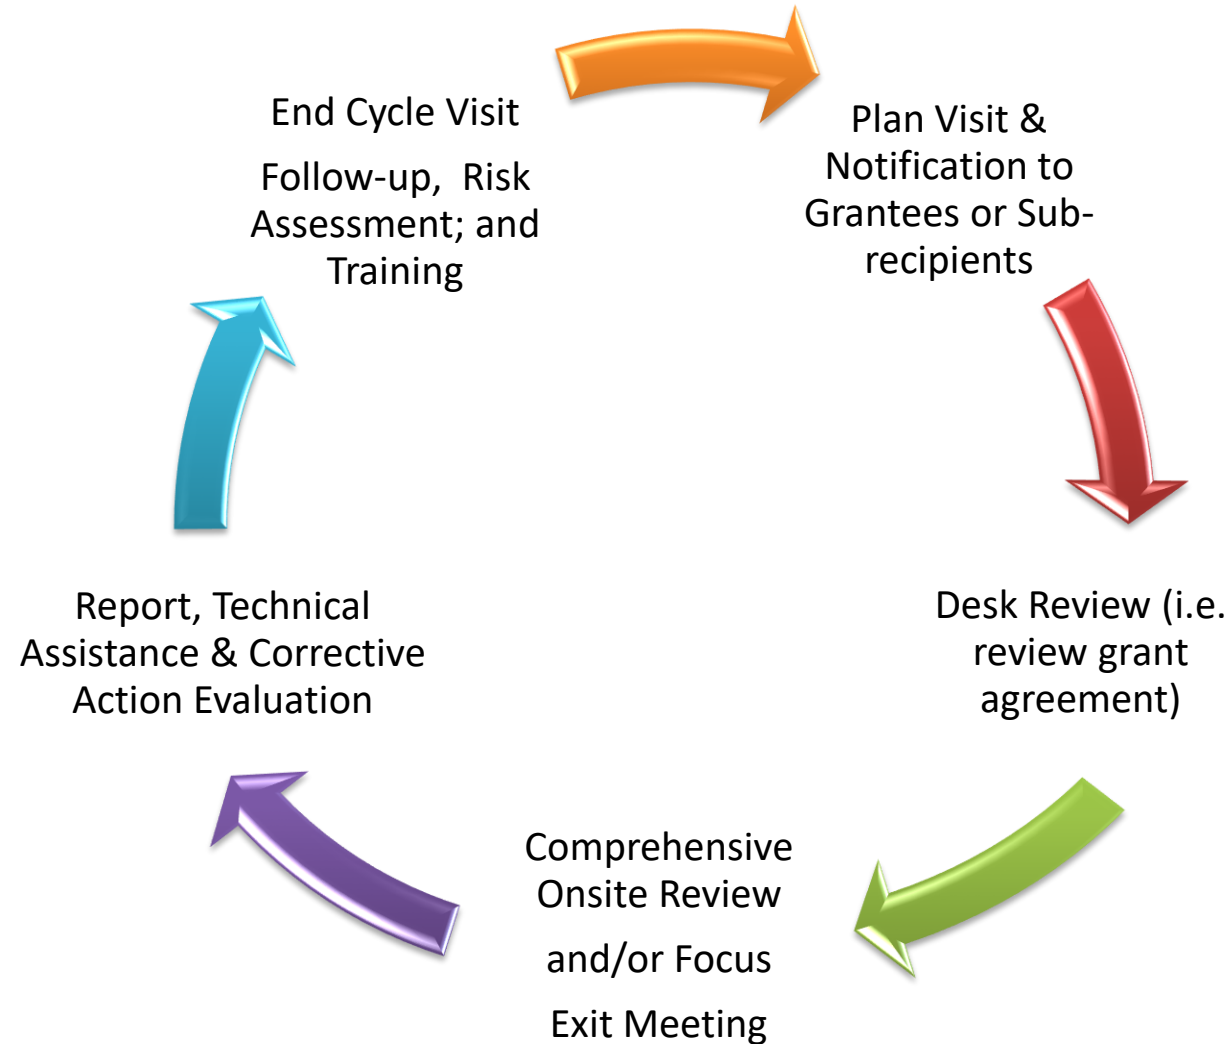 End Cycle Visit
Follow-up,  Risk
Assessment; and
Training
Plan Visit &
Notification to
Grantees or Sub-
recipients
Desk Review (i.e.
review grant
agreement)
Comprehensive
Onsite Review
and/or Focus
Exit Meeting
Report, Technical
Assistance & Corrective
Action Evaluation